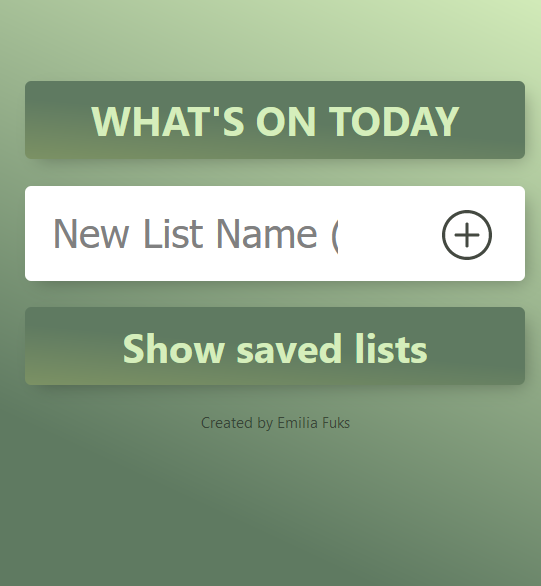 WHAT'S ON TODAY
New List Name (
Show saved lists
Created by Emilia Fuks